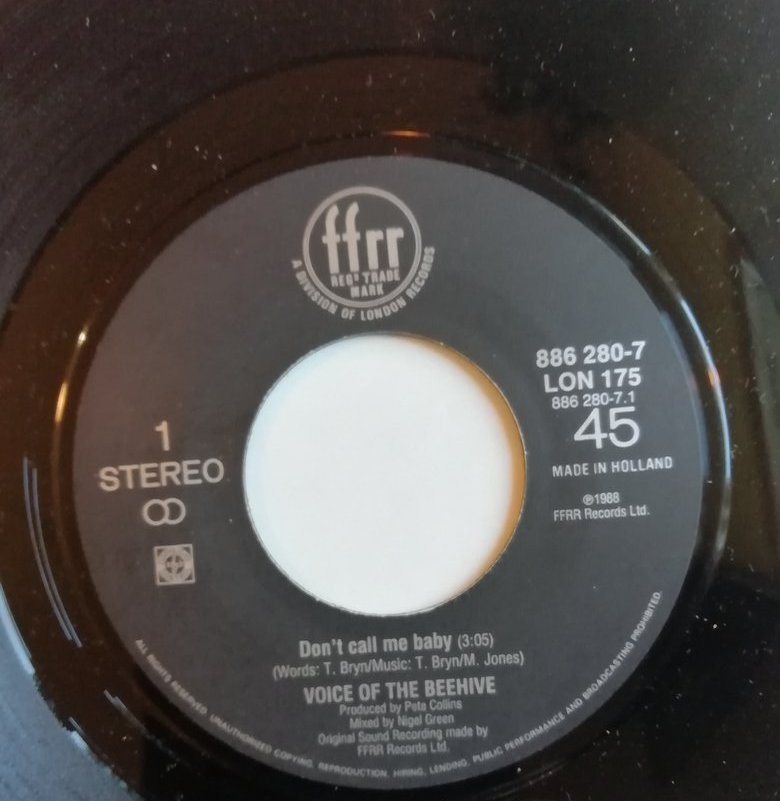 ffrr
REGD TRADE
MARK
A DIVISION OF LONDON RECORDS
886 280-7
LON 175
886 280-7.1
45
MADE IN HOLLAND
℗1988
FFRR Records Ltd.
1
STEREO
Don't call me baby (3:05)
(Words: T. Bryn/Music: T. Bryn/M. Jones)
VOICE OF THE BEEHIVE
Produced by Pete Collins
Mixed by Nigel Green
Original Sound Recording made by
FFRR Records Ltd.
ALL RIGHTS RESERVED. UNAUTHORISED COPYING, REPRODUCTION, HIRING, LENDING, PUBLIC PERFORMANCE AND BROADCASTING PROHIBITED.